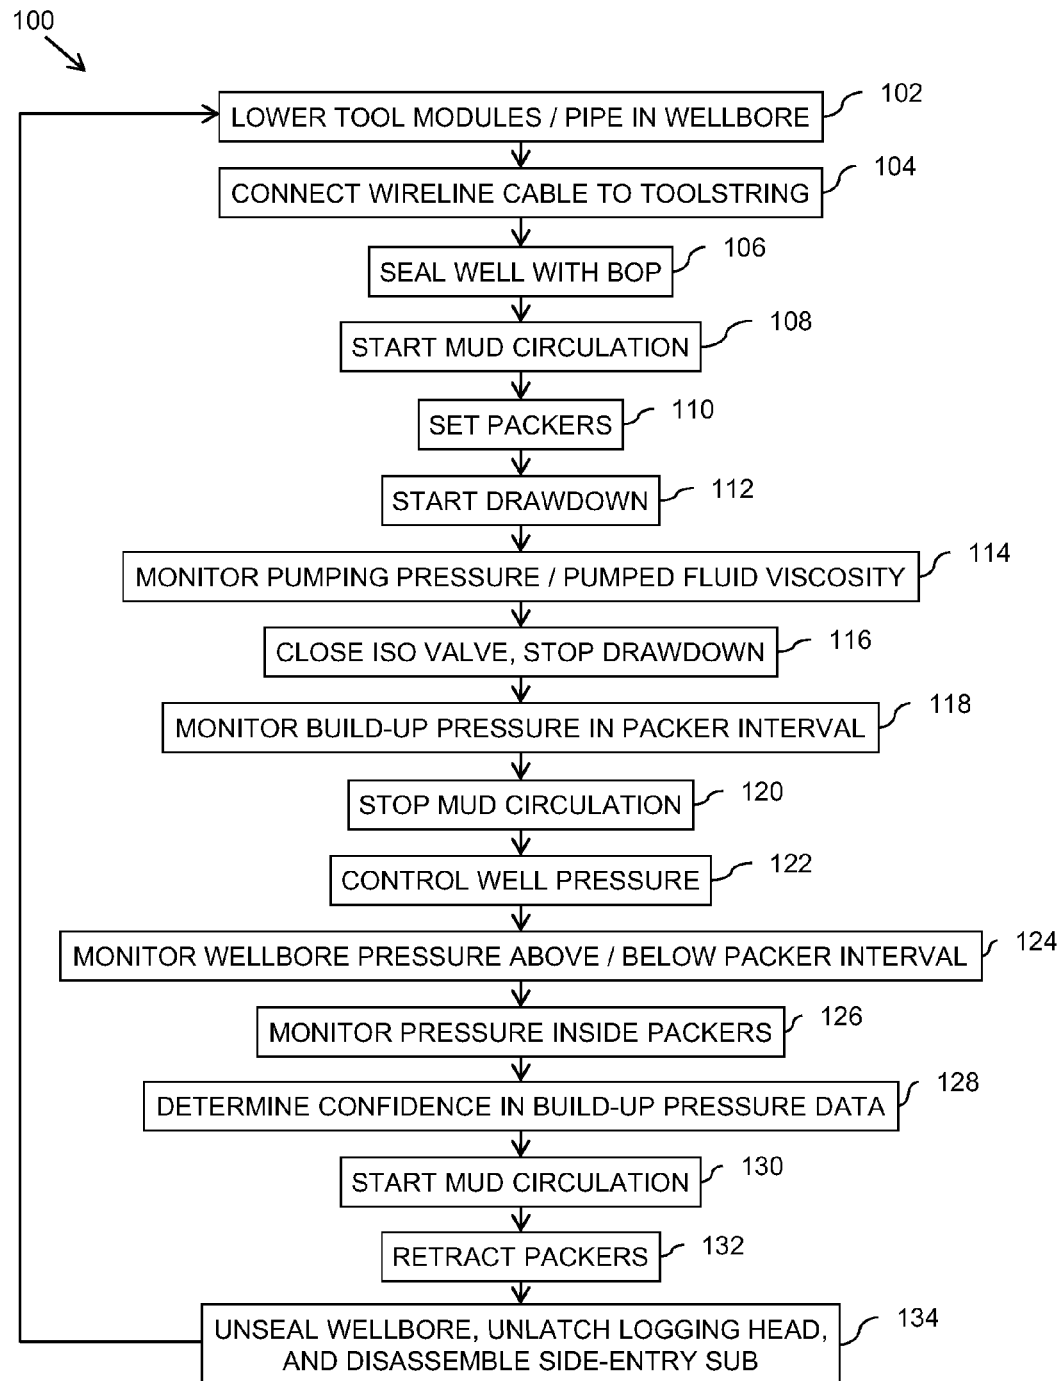 100
LOWER TOOL MODULES / PIPE IN WELLBORE 102
CONNECT WIRELINE CABLE TO TOOLSTRING 104
SEAL WELL WITH BOP 106
START MUD CIRCULATION 108
SET PACKERS 110
START DRAWDOWN 112
MONITOR PUMPING PRESSURE / PUMPED FLUID VISCOSITY 114
CLOSE ISO VALVE, STOP DRAWDOWN 116
MONITOR BUILD-UP PRESSURE IN PACKER INTERVAL 118
STOP MUD CIRCULATION 120
CONTROL WELL PRESSURE 122
MONITOR WELLBORE PRESSURE ABOVE / BELOW PACKER INTERVAL 124
MONITOR PRESSURE INSIDE PACKERS 126
DETERMINE CONFIDENCE IN BUILD-UP PRESSURE DATA 128
START MUD CIRCULATION 130
RETRACT PACKERS 132
UNSEAL WELLBORE, UNLATCH LOGGING HEAD, 134
AND DISASSEMBLE SIDE-ENTRY SUB